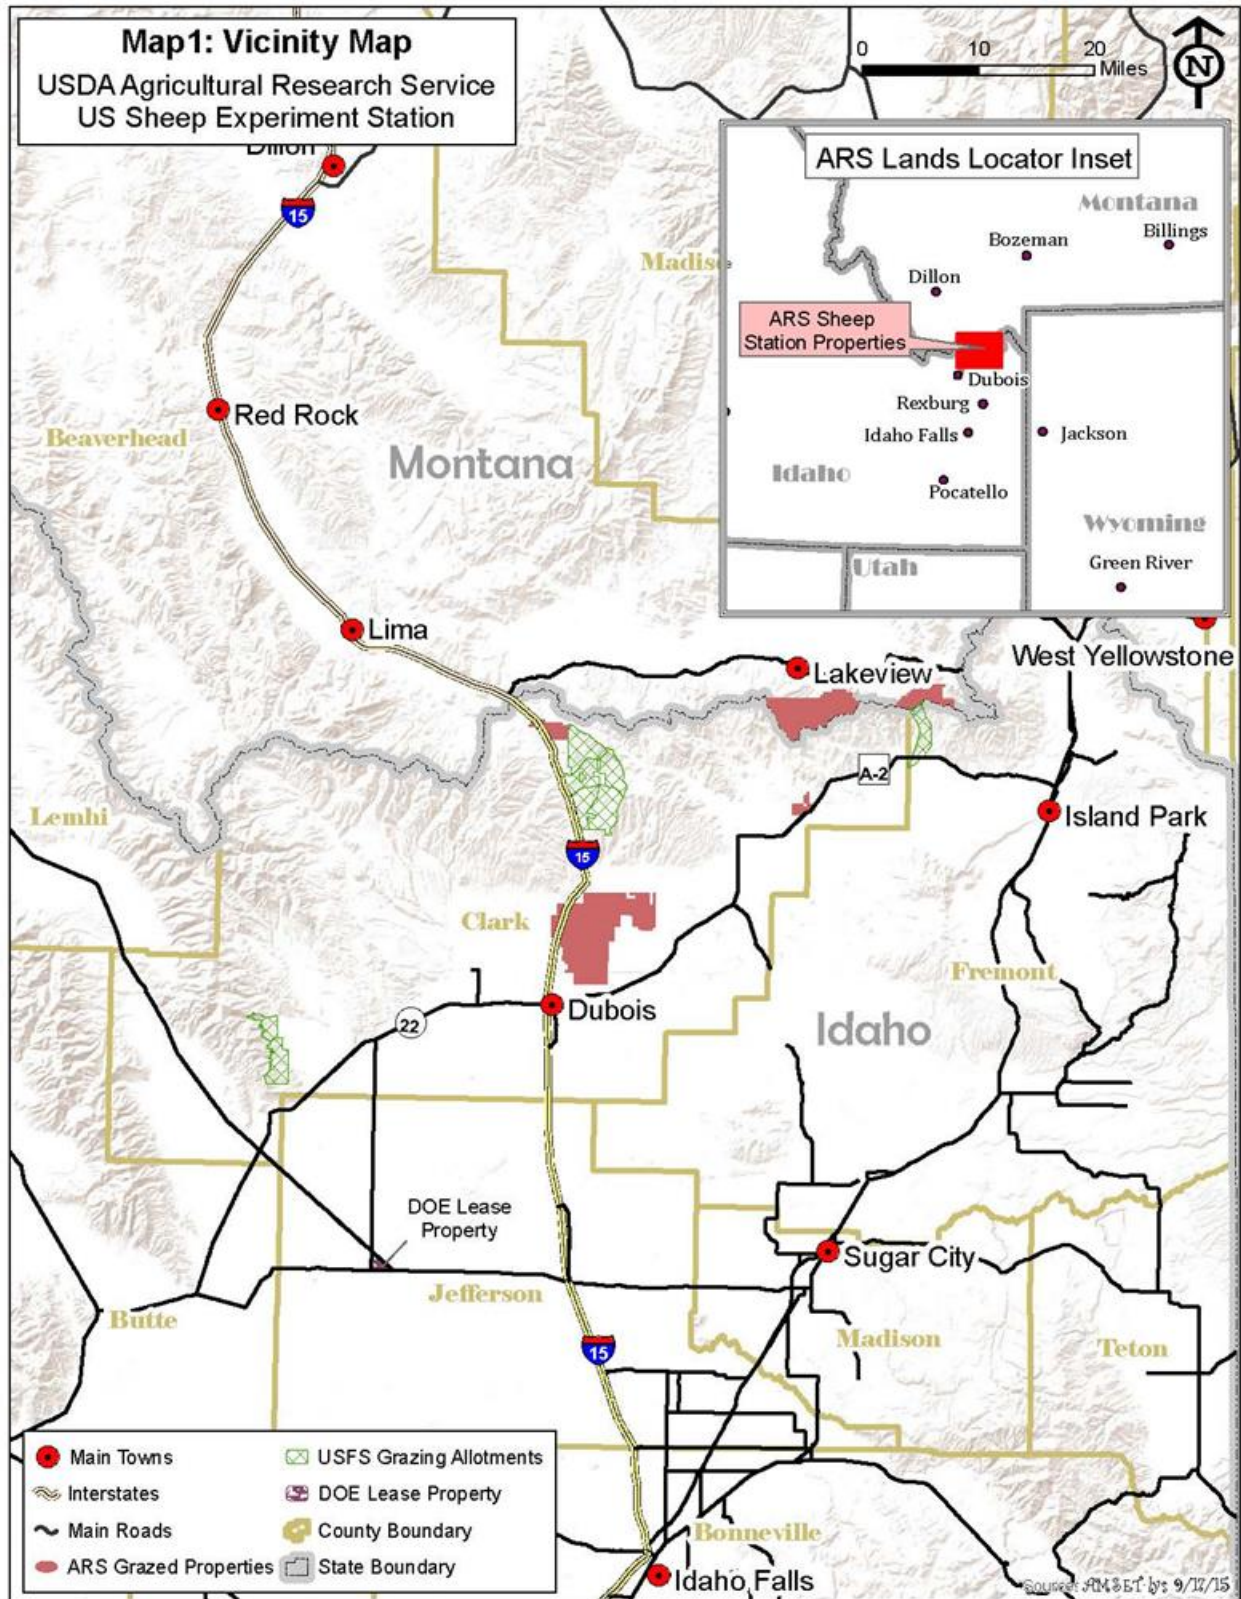 Map1: Vicinity Map
USDA Agricultural Research Service
US Sheep Experiment Station
0 10 20
Miles
N
ARS Lands Locator Inset
Montana
Billings
Bozeman
Dillon
ARS Sheep
Station Properties
Dubois
Rexburg
Idaho Falls
Jackson
Idaho
Pocatello
Wyoming
Green River
Utah
Dillon
15
Beaverhead
Red Rock
Montana
Lima
Lakeview
West Yellowstone
A-2
Island Park
Lemhi
15
Clark
Fremont
Dubois
22
Idaho
DOE Lease
Property
Sugar City
Jefferson
Butte
Madison
Teton
15
Bonneville
Idaho Falls
Main Towns
Interstates
Main Roads
ARS Grazed Properties
USFS Grazing Allotments
DOE Lease Property
County Boundary
State Boundary